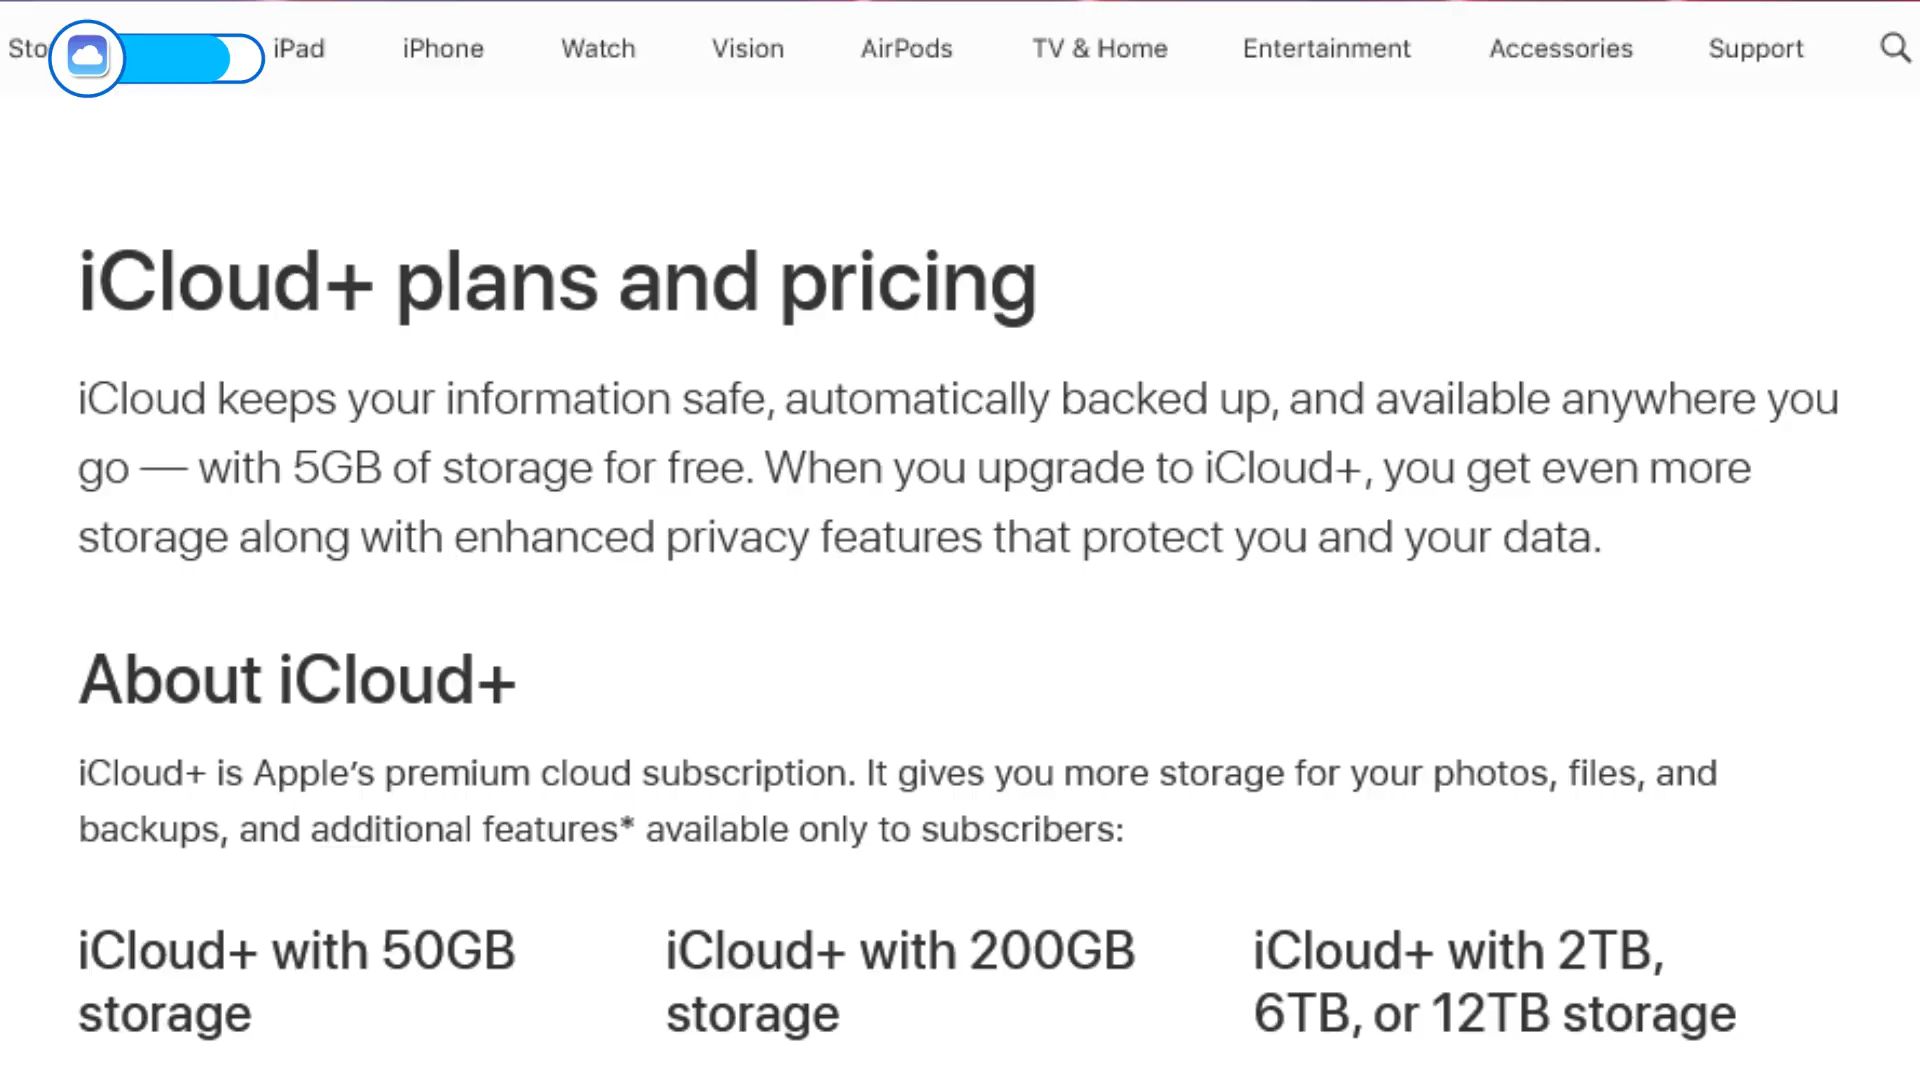 Sto iPad iPhone Watch Vision AirPods TV & Home Entertainment Accessories Support
iCloud+ plans and pricing
iCloud keeps your information safe, automatically backed up, and available anywhere you
go — with 5GB of storage for free. When you upgrade to iCloud+, you get even more
storage along with enhanced privacy features that protect you and your data.
About iCloud+
iCloud+ is Apple’s premium cloud subscription. It gives you more storage for your photos, files, and
backups, and additional features* available only to subscribers:
iCloud+ with 50GB
storage
iCloud+ with 200GB
storage
iCloud+ with 2TB,
6TB, or 12TB storage